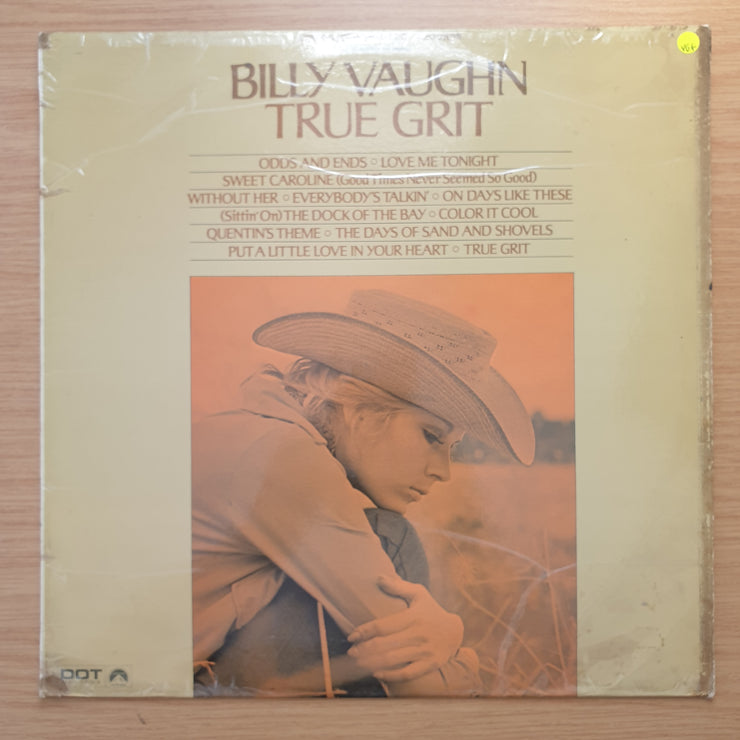 VG+
BILLY VAUGHN
TRUE GRIT
ODDS AND ENDS ○ LOVE ME TONIGHT
SWEET CAROLINE (Good Times Never Seemed So Good)
WITHOUT HER ○ EVERYBODY'S TALKIN' ○ ON DAYS LIKE THESE
(Sittin' On) THE DOCK OF THE BAY ○ COLOR IT COOL
QUENTIN'S THEME ○ THE DAYS OF SAND AND SHOVELS
PUT A LITTLE LOVE IN YOUR HEART ○ TRUE GRIT
DOT